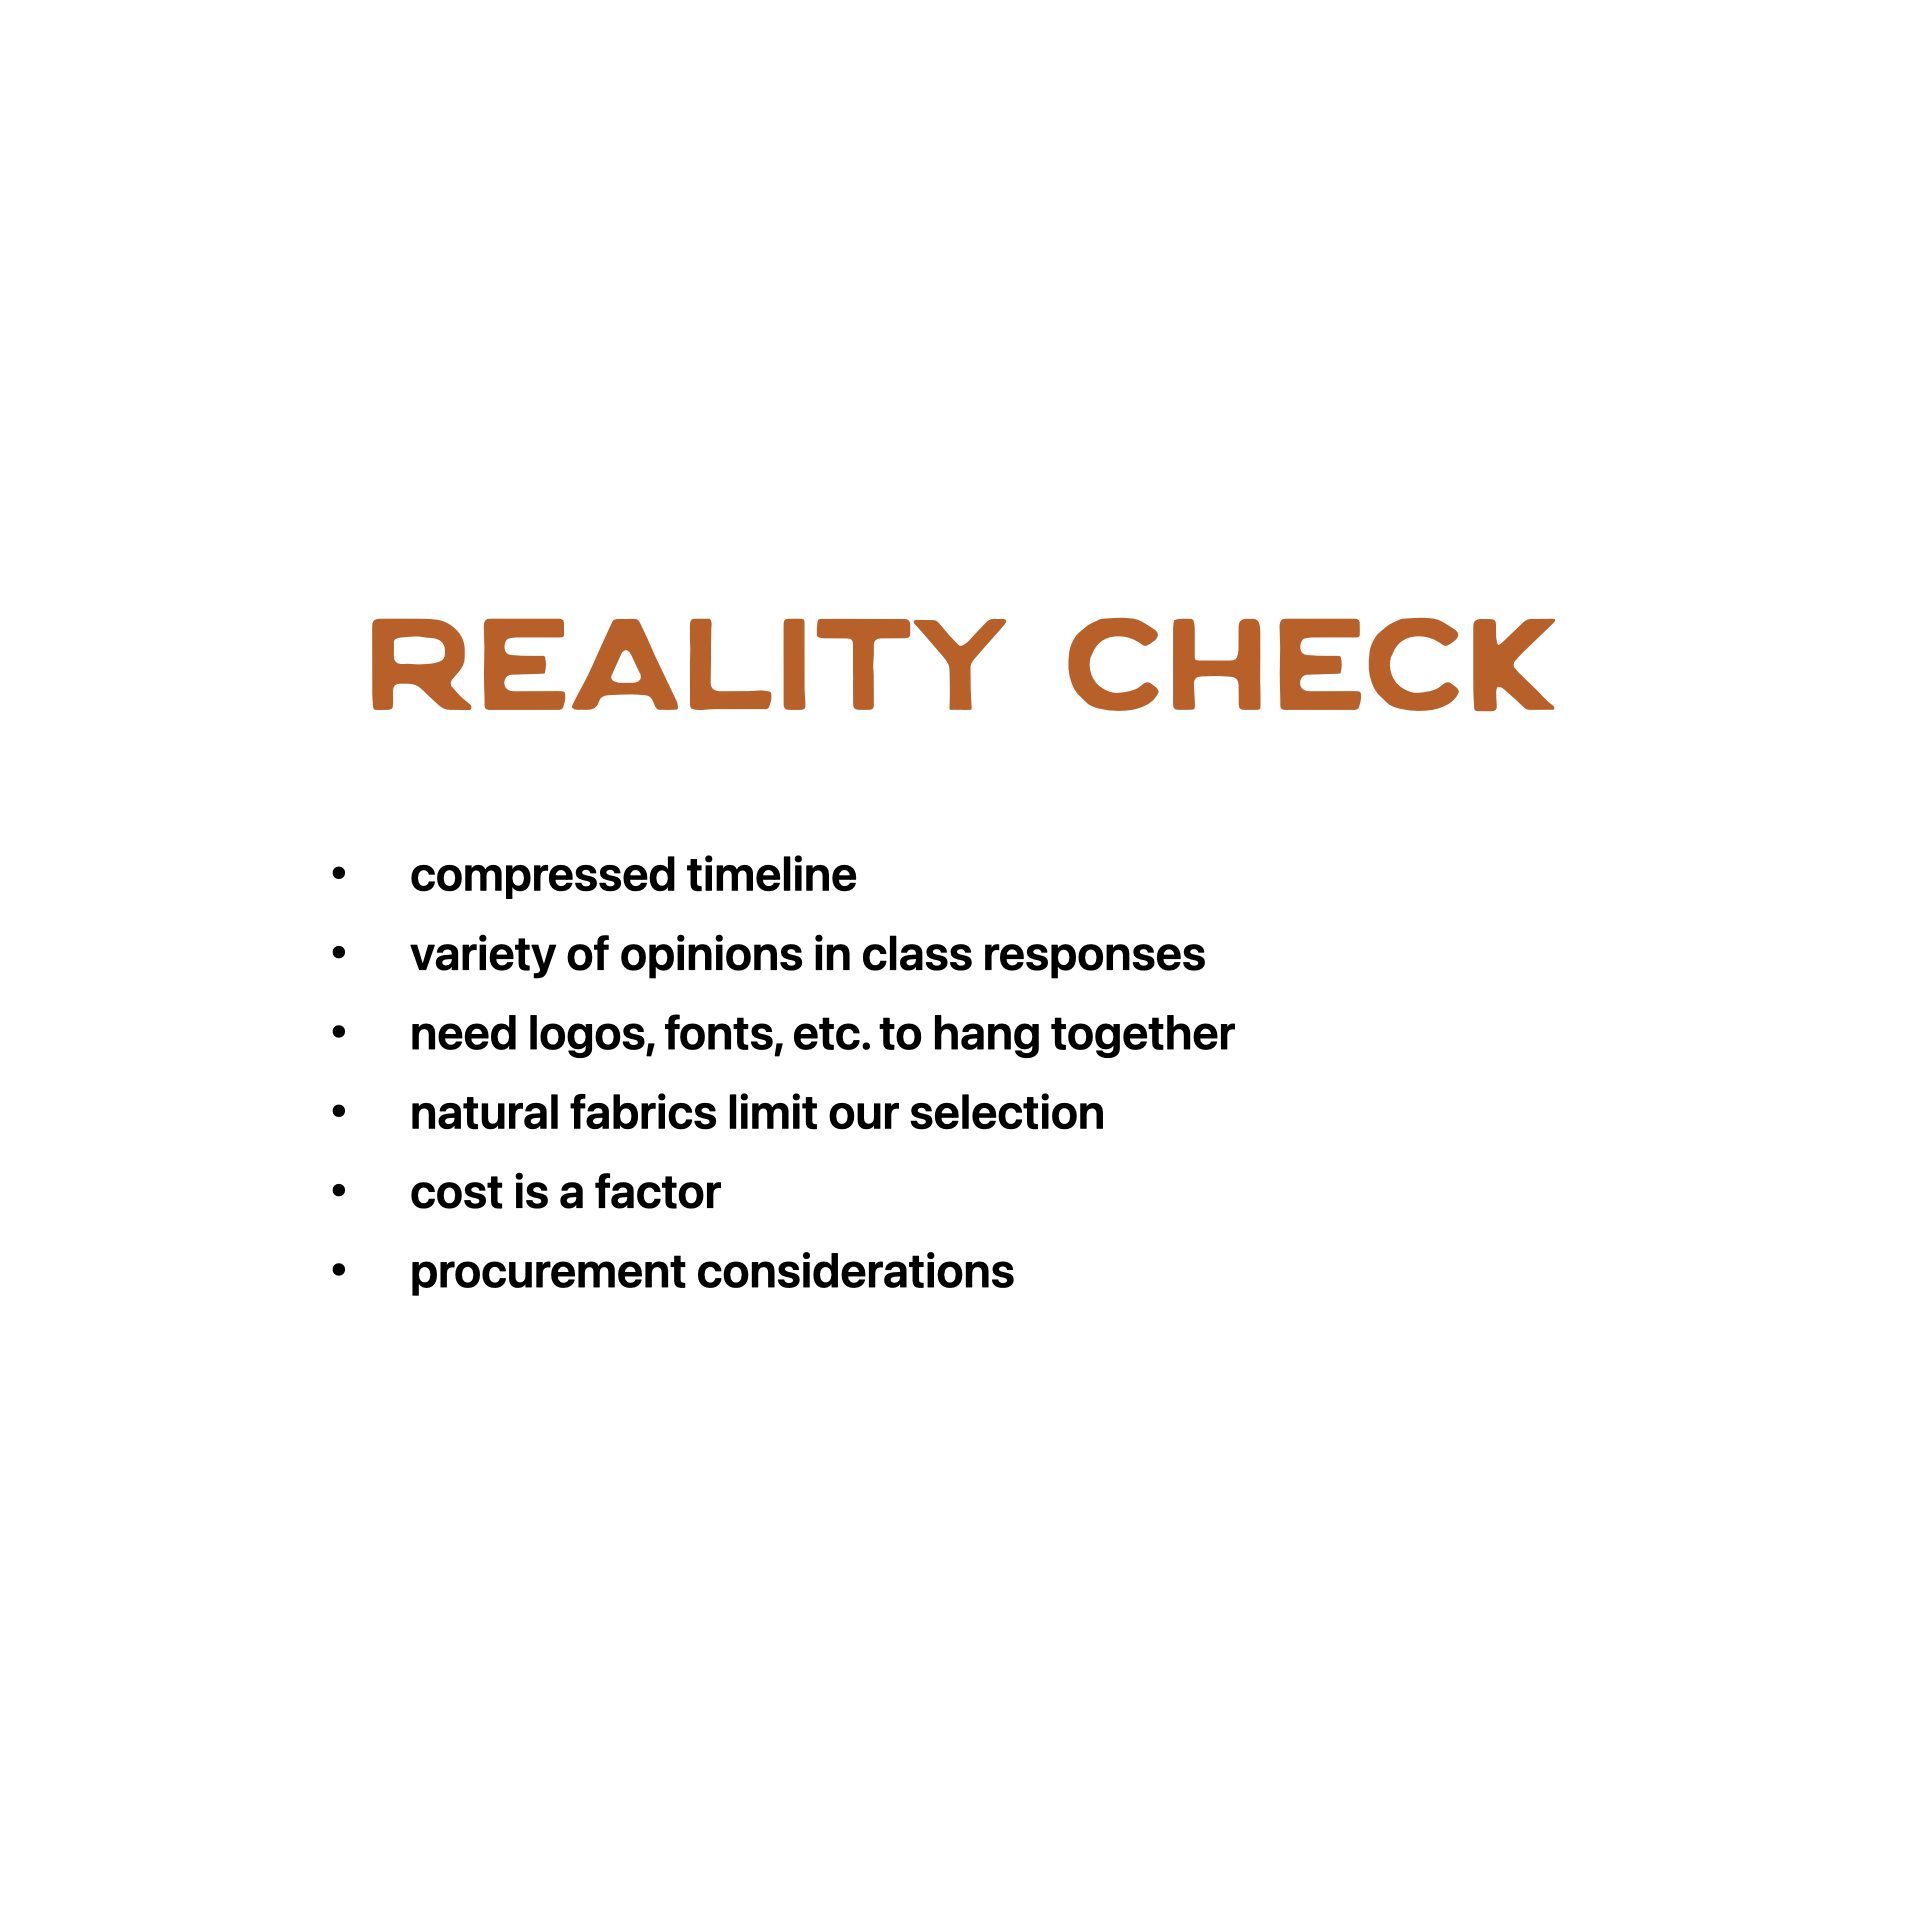 REALITY CHECK
• compressed timeline
• variety of opinions in class responses
• need logos, fonts, etc. to hang together
• natural fabrics limit our selection
• cost is a factor
• procurement considerations